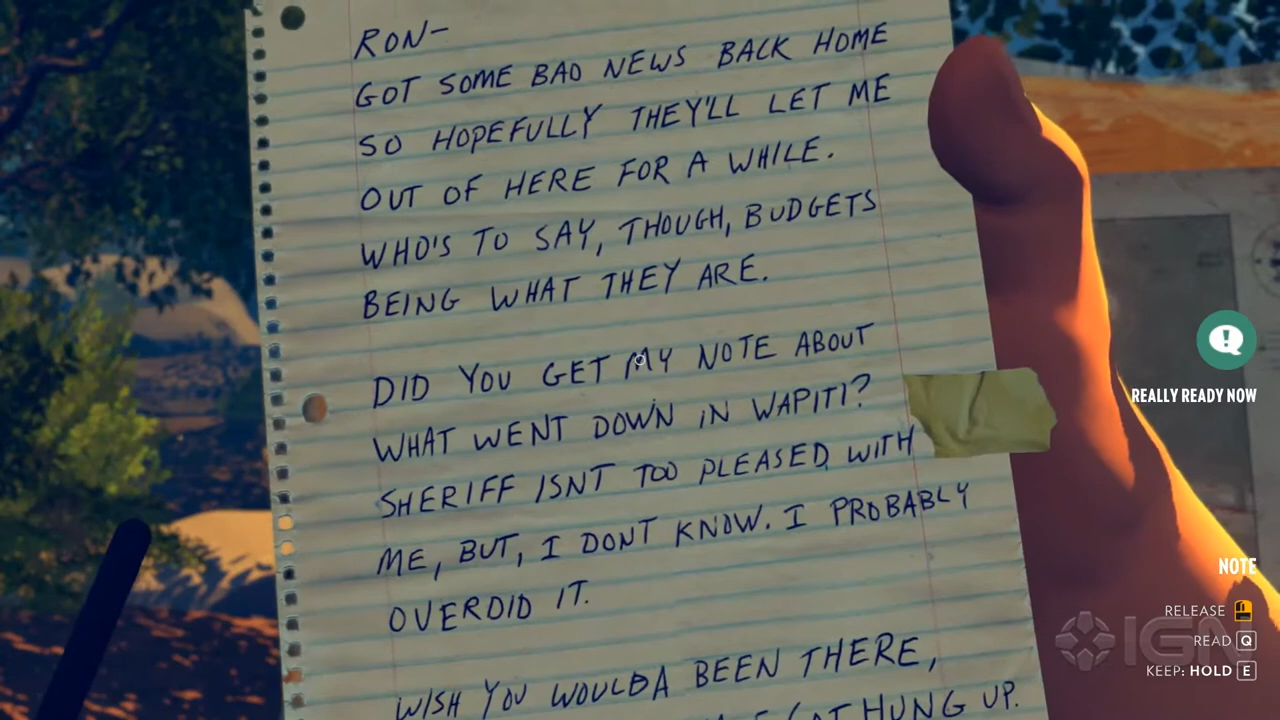 RON-
GOT SOME BAD NEWS BACK HOME
SO HOPEFULLY THEY'LL LET ME
OUT OF HERE FOR A WHILE.
WHO'S TO SAY, THOUGH, BUDGETS
BEING WHAT THEY ARE.
DID YOU GET MY NOTE ABOUT
WHAT WENT DOWN IN WAPITI?
SHERIFF ISNT TOO PLEASED WITH
ME, BUT, I DONT KNOW. I PROBABLY
OVERDID IT.
WISH YOU WOULDA BEEN THERE,
GOT HUNG UP.
REALLY READY NOW
NOTE
RELEASE
READ Q
KEEP: HOLD E
IGN